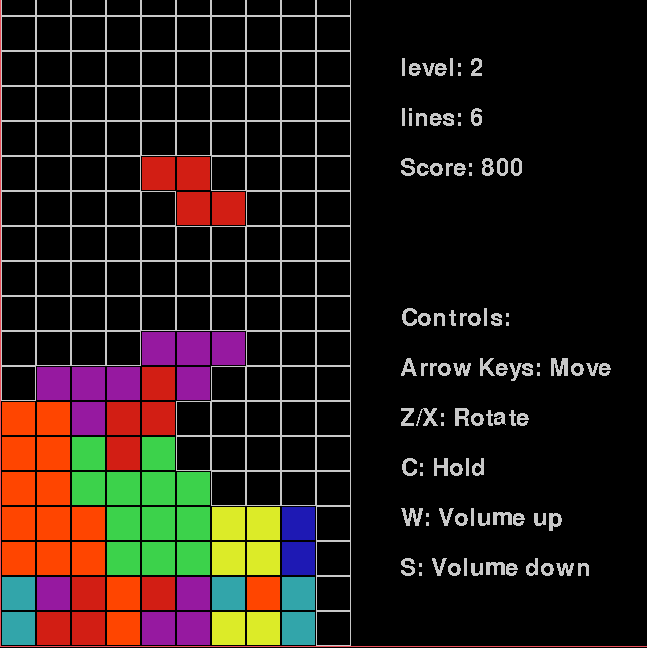 level: 2
lines: 6
Score: 800
Controls:
Arrow Keys: Move
Z/X: Rotate
C: Hold
W: Volume up
S: Volume down